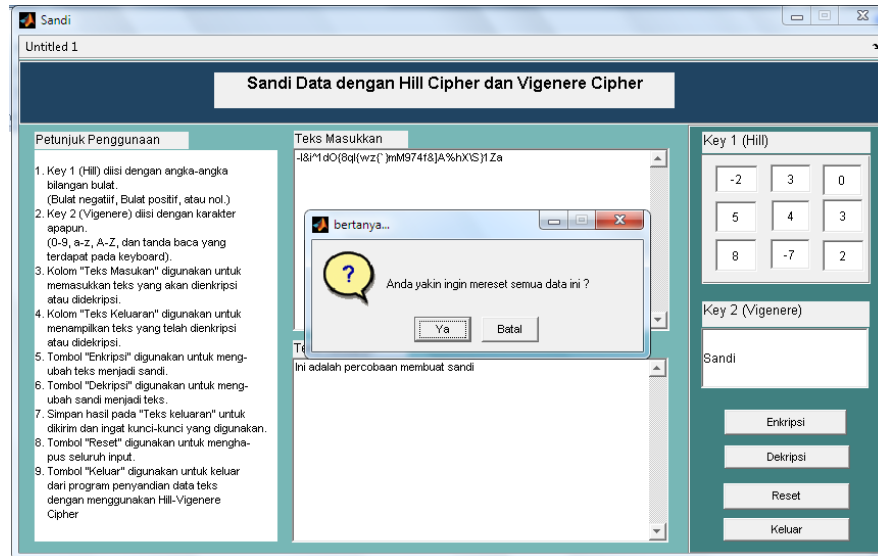 Sandi
Untitled 1
Sandi Data dengan Hill Cipher dan Vigenere Cipher
Petunjuk Penggunaan
1. Key 1 (Hill) diisi dengan angka-angka
bilangan bulat.
(Bulat negatiif, Bulat positif, atau nol.)
2. Key 2 (Vigenere) diisi dengan karakter
apapun.
(0-9, a-z, A-Z, dan tanda baca yang
terdapat pada keyboard).
3. Kolom "Teks Masukan" digunakan untuk
memasukkan teks yang akan dienkripsi
atau didekripsi.
4. Kolom "Teks Keluaran" digunakan untuk
menampilkan teks yang telah dienkripsi
atau didekripsi.
5. Tombol "Enkripsi" digunakan untuk meng-
ubah teks menjadi sandi.
6. Tombol "Dekripsi" digunakan untuk meng-
ubah sandi menjadi teks.
7. Simpan hasil pada "Teks keluaran" untuk
dikirim dan ingat kunci-kunci yang digunakan.
8. Tombol "Reset" digunakan untuk mengha-
pus seluruh input.
9. Tombol "Keluar" digunakan untuk keluar
dari program penyandian data teks
dengan menggunakan Hill-Vigenere
Cipher
Teks Masukkan
bertanya...
?
Anda yakin ingin mereset semua data ini ?
Ya Batal
Ini adalah percobaan membuat sandi
Key 1 (Hill)
-2 3 0
5 4 3
8 -7 2
Key 2 (Vigenere)
Sandi
Enkripsi
Dekripsi
Reset
Keluar